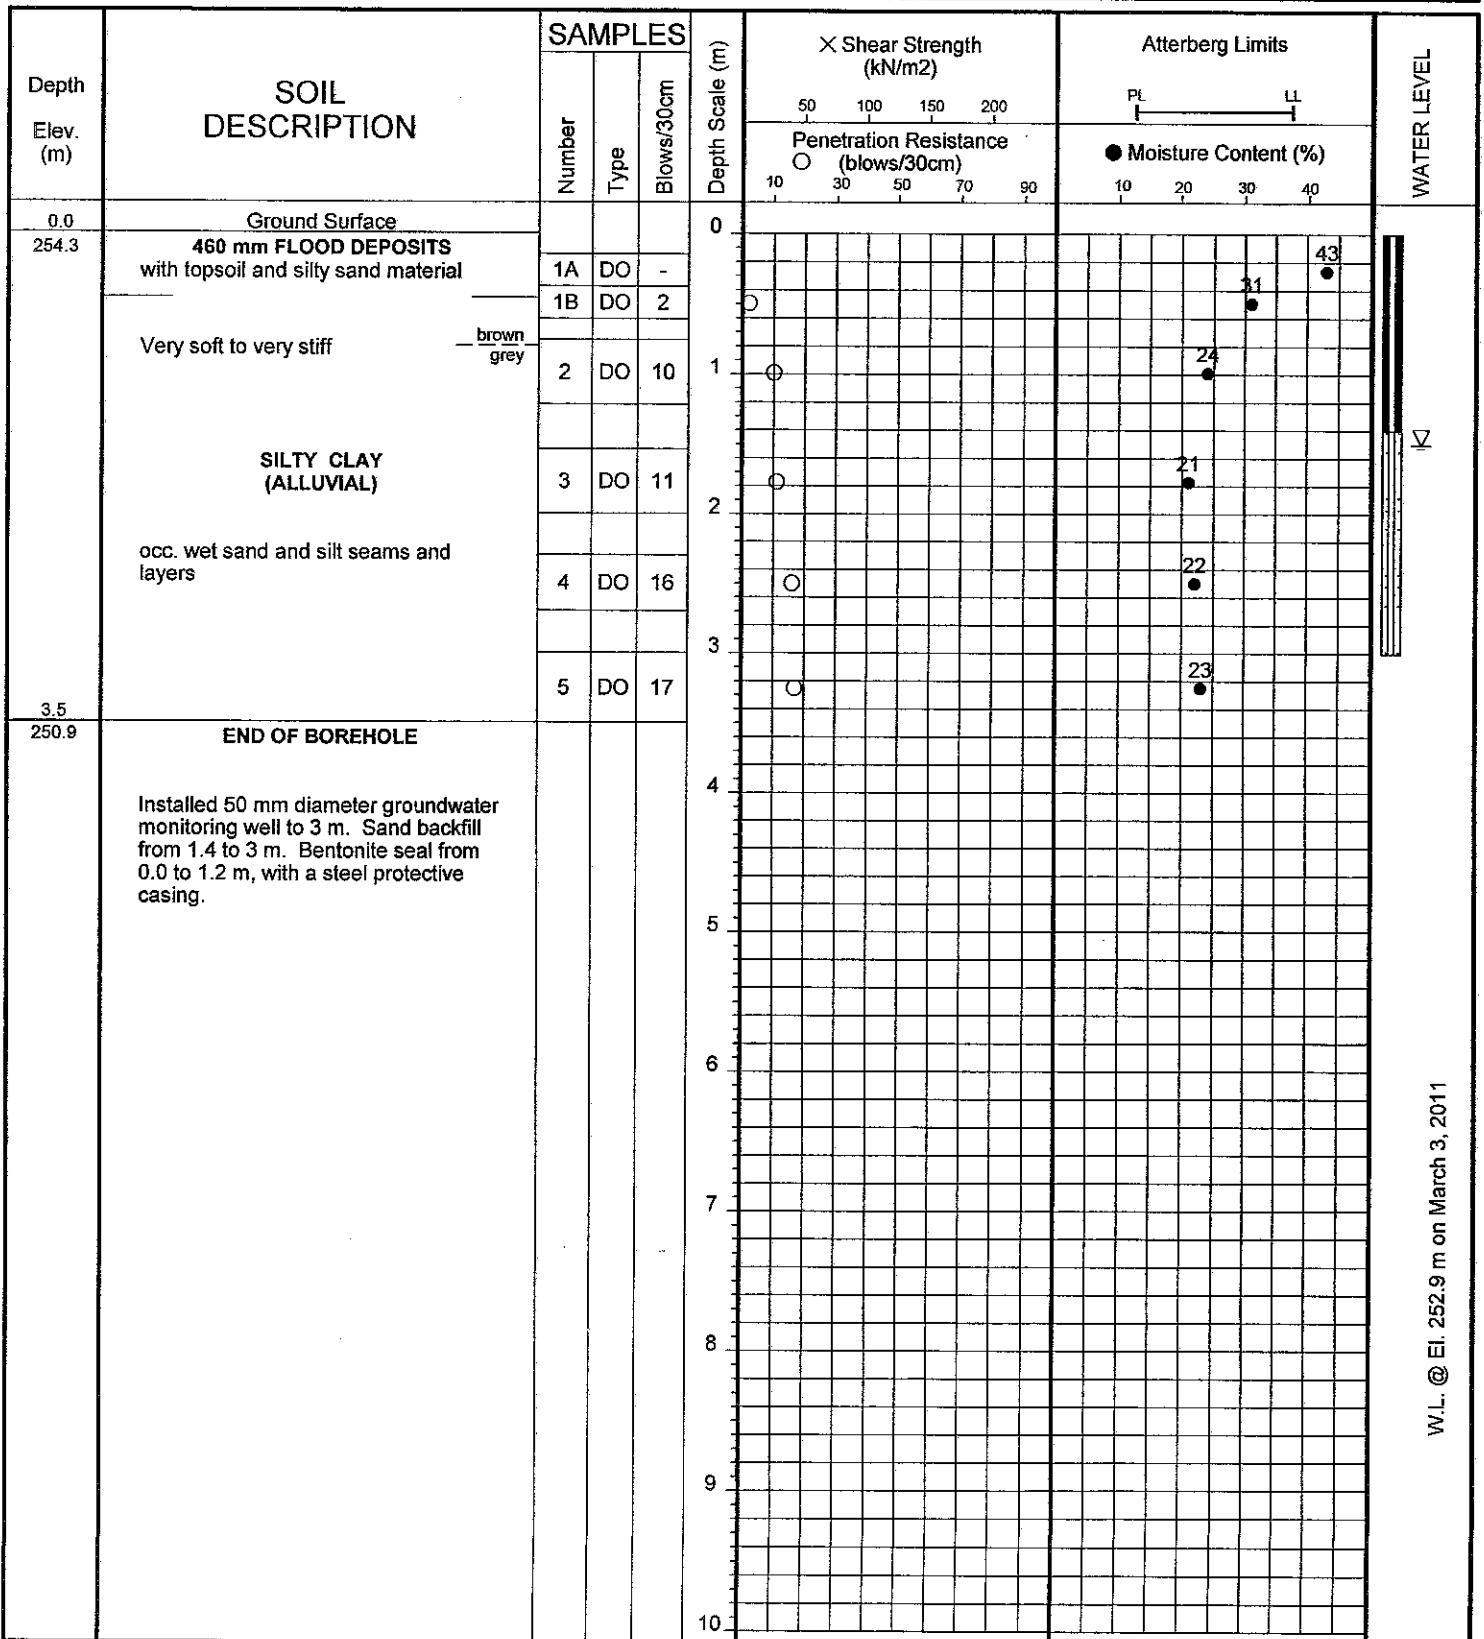 Depth
Elev.
(m)
SOIL
DESCRIPTION
SAMPLES
Number
Type
Blows/30cm
Depth Scale (m)
× Shear Strength
(kN/m2)
50 100 150 200
Penetration Resistance
(blows/30cm)
10 30 50 70 90
Atterberg Limits
PL LL
● Moisture Content (%)
10 20 30 40
WATER LEVEL
0.0 Ground Surface 0
254.3 460 mm FLOOD DEPOSITS
with topsoil and silty sand material
1A DO - 43
1B DO 2 31
Very soft to very stiff
brown
grey
2 DO 10 1 24
SILTY CLAY
(ALLUVIAL)
3 DO 11 21
2
occ. wet sand and silt seams and
layers
4 DO 16 22
3
5 DO 17 23
3.5
250.9 END OF BOREHOLE
4
Installed 50 mm diameter groundwater
monitoring well to 3 m. Sand backfill
from 1.4 to 3 m. Bentonite seal from
0.0 to 1.2 m, with a steel protective
casing.
5
6
7
8
9
10
W.L. @ El. 252.9 m on March 3, 2011